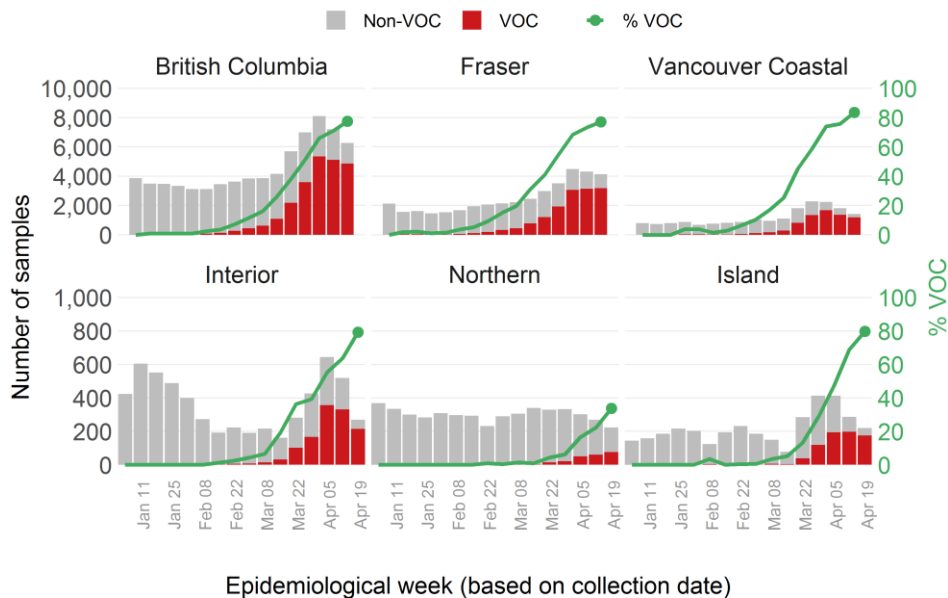 Non-VOC VOC % VOC
British Columbia Fraser Vancouver Coastal
10,000 100
8,000 80
6,000 60
4,000 40
2,000 20
0 0
Interior Northern Island
1,000 100
800 80
600 60
400 40
200 20
0 0
Number of samples
% VOC
Jan 11 Jan 25 Feb 08 Feb 22 Mar 08 Mar 22 Apr 05 Apr 19 Jan 11 Jan 25 Feb 08 Feb 22 Mar 08 Mar 22 Apr 05 Apr 19 Jan 11 Jan 25 Feb 08 Feb 22 Mar 08 Mar 22 Apr 05 Apr 19
Epidemiological week (based on collection date)